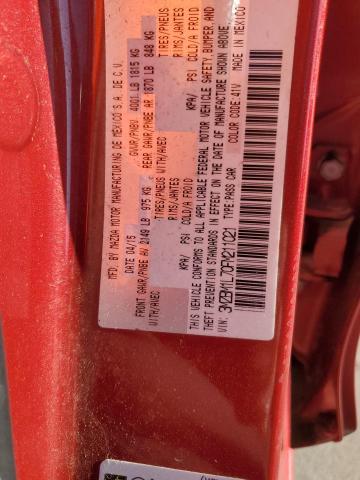 MFD. BY MAZDA MOTOR MANUFACTURING DE MEXICO S.A. DE C.V.
DATE 04/15 GVWR/PNBV 4001 LB 1815 KG
FRONT GAWR/PNBE AV 2149 LB 975 KG REAR GAWR/PNBE AR 1870 LB 848 KG
WITH/AVEC TIRES/PNEUS WITH/AVEC TIRES/PNEUS
RIMS/JANTES RIMS/JANTES
KPA/ PSI COLD/A FROID KPA/ PSI COLD/A FROID
THIS VEHICLE CONFORMS TO ALL APPLICABLE FEDERAL MOTOR VEHICLE SAFETY, BUMPER, AND
THEFT PREVENTION STANDARDS IN EFFECT ON THE DATE OF MANUFACTURE SHOWN ABOVE.
COLOR CODE: 41V MADE IN MEXICO
TYPE: PASS CAR
VIN: